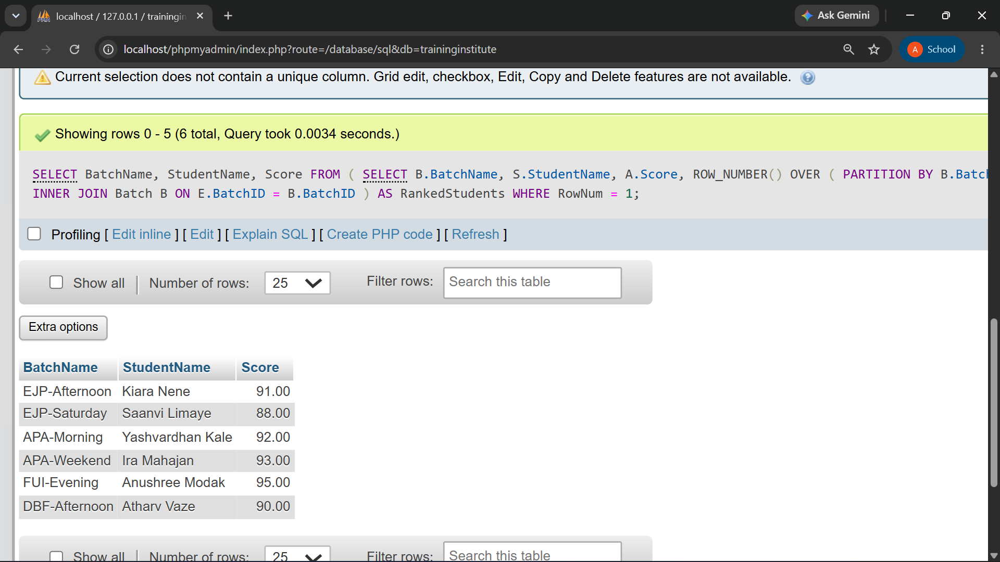 localhost / 127.0.0.1 / trainingin
Ask Gemini
localhost/phpmyadmin/index.php?route=/database/sql&db=traininginstitute
A School
Current selection does not contain a unique column. Grid edit, checkbox, Edit, Copy and Delete features are not available.
Showing rows 0 - 5 (6 total, Query took 0.0034 seconds.)
SELECT BatchName, StudentName, Score FROM ( SELECT B.BatchName, S.StudentName, A.Score, ROW_NUMBER() OVER ( PARTITION BY B.Batch
INNER JOIN Batch B ON E.BatchID = B.BatchID ) AS RankedStudents WHERE RowNum = 1;
Profiling [ Edit inline ] [ Edit ] [ Explain SQL ] [ Create PHP code ] [ Refresh ]
Show all Number of rows: 25 Filter rows: Search this table
Extra options
BatchName StudentName Score
EJP-Afternoon Kiara Nene 91.00
EJP-Saturday Saanvi Limaye 88.00
APA-Morning Yashvardhan Kale 92.00
APA-Weekend Ira Mahajan 93.00
FUI-Evening Anushree Modak 95.00
DBF-Afternoon Atharv Vaze 90.00
Show all Number of rows: 25 Filter rows: Search this table